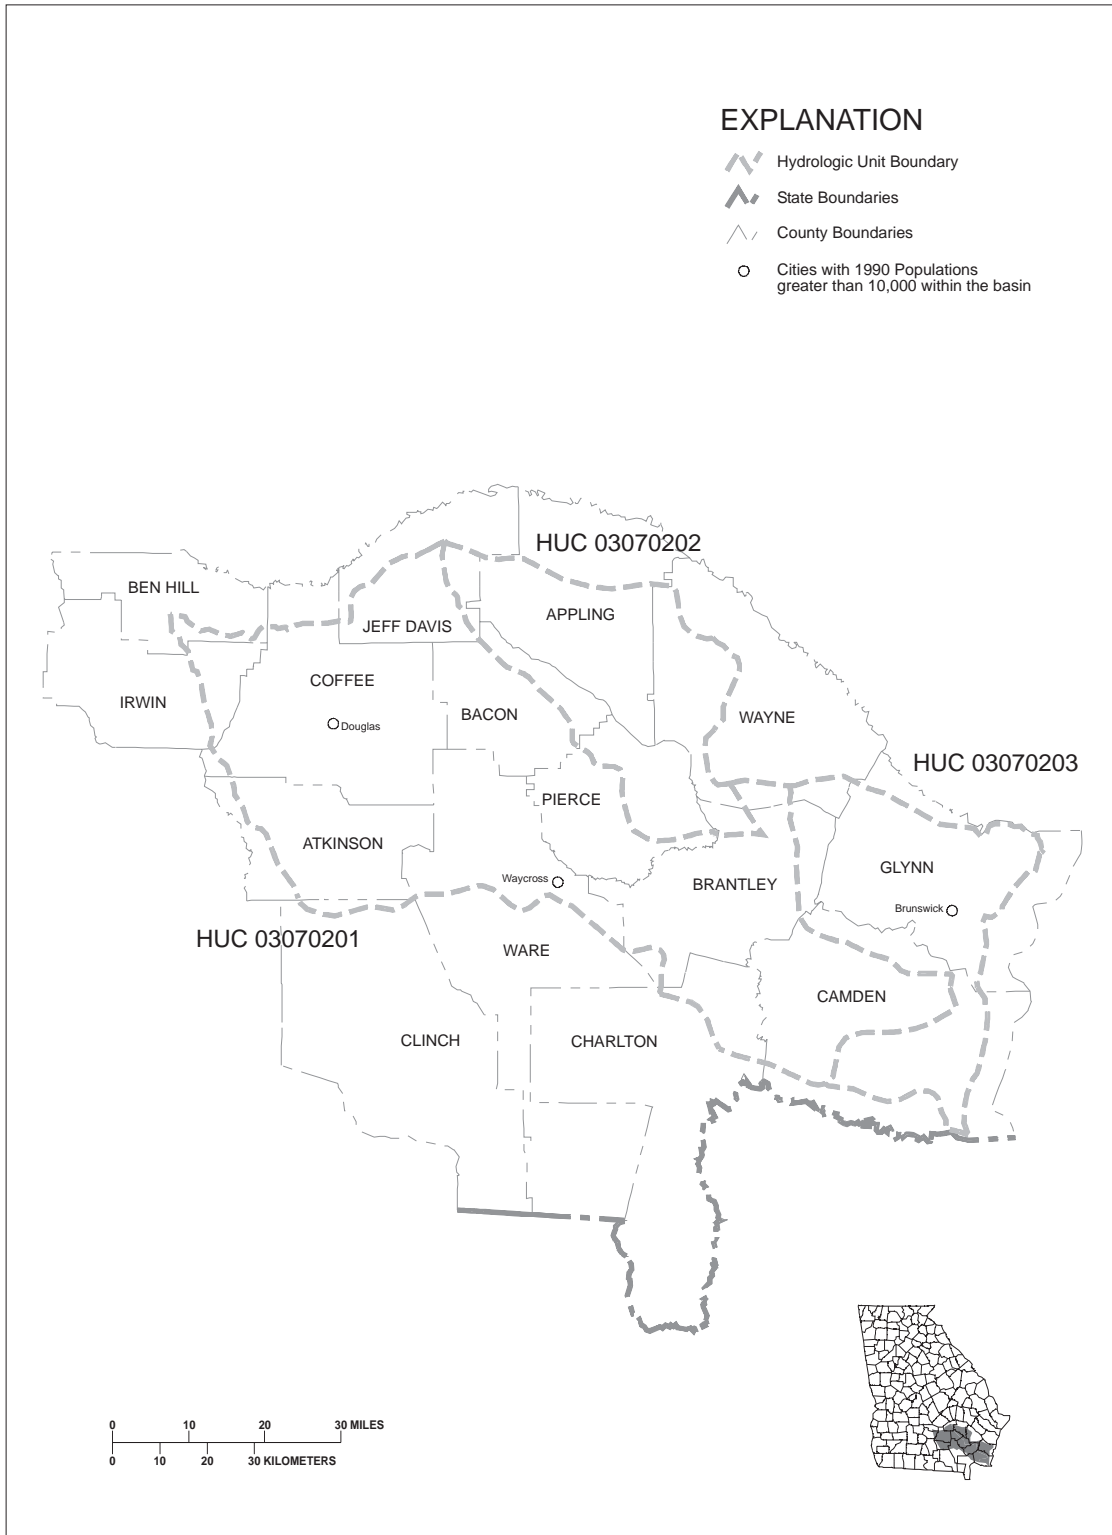 EXPLANATION
Hydrologic Unit Boundary
State Boundaries
County Boundaries
Cities with 1990 Populations
greater than 10,000 within the basin
HUC 03070202
BEN HILL
APPLING
JEFF DAVIS
COFFEE
IRWIN
BACON
WAYNE
Douglas
HUC 03070203
PIERCE
ATKINSON
GLYNN
Waycross
BRANTLEY
Brunswick
HUC 03070201
WARE
CAMDEN
CLINCH
CHARLTON
0 10 20 30 MILES
0 10 20 30 KILOMETERS